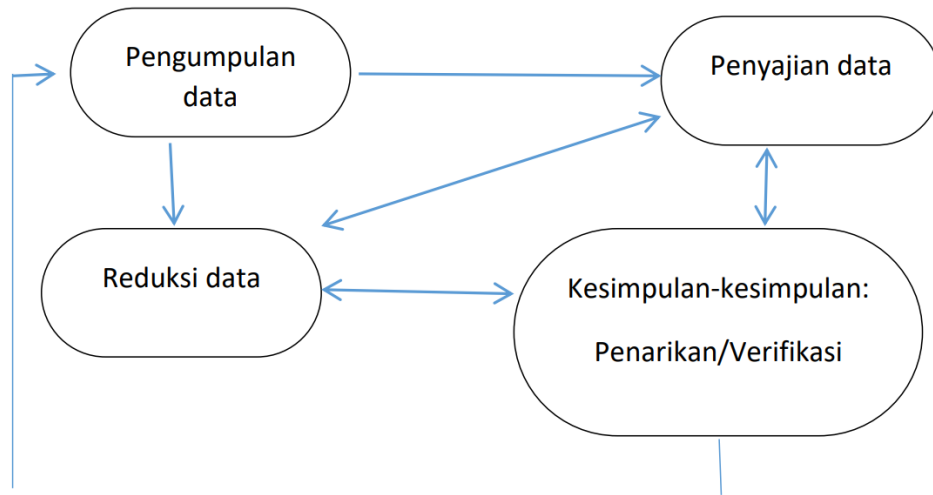 Pengumpulan
data
Penyajian data
Reduksi data
Kesimpulan-kesimpulan:
Penarikan/Verifikasi